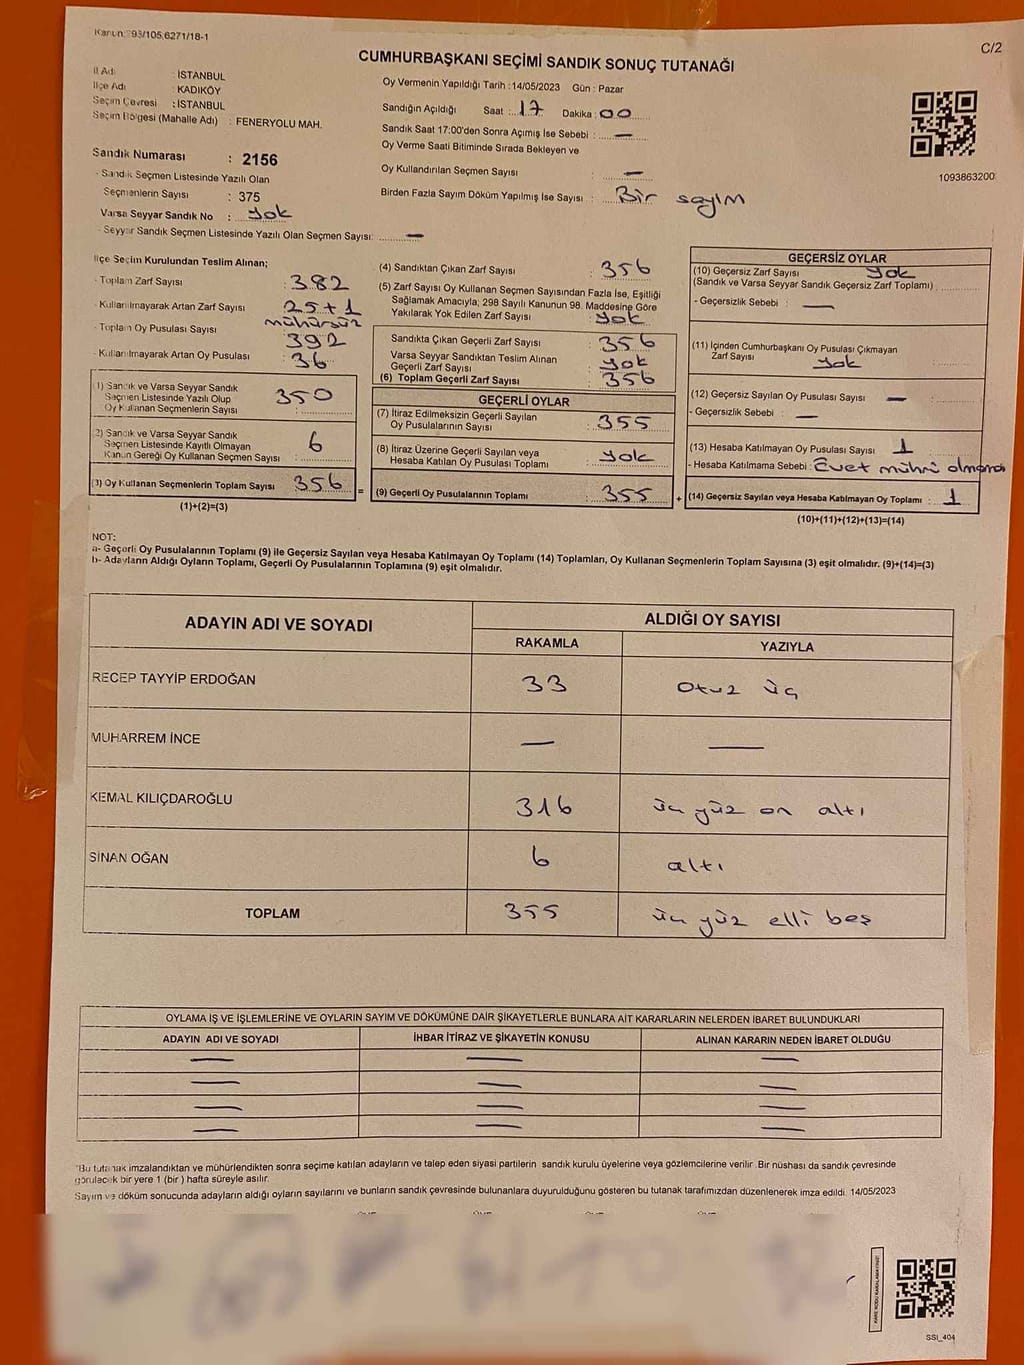 Kanun: 298/105,6271/18-1
C/2
CUMHURBAŞKANI SEÇİMİ SANDIK SONUÇ TUTANAĞI
İl Adı : İSTANBUL
İlçe Adı : KADIKÖY
Seçim Çevresi : İSTANBUL
Seçim Bölgesi (Mahalle Adı) : FENERYOLU MAH.
Sandık Numarası : 2156
- Sandık Seçmen Listesinde Yazılı Olan
Seçmenlerin Sayısı : 375
Varsa Seyyar Sandık No : yok
- Seyyar Sandık Seçmen Listesinde Yazılı Olan Seçmen Sayısı: —
Oy Vermenin Yapıldığı Tarih : 14/05/2023 Gün : Pazar
Sandığın Açıldığı Saat : 17 Dakika : 00
Sandık Saat 17:00'den Sonra Açımış İse Sebebi : —
Oy Verme Saati Bitiminde Sırada Bekleyen ve
Oy Kullandırılan Seçmen Sayısı : —
Birden Fazla Sayım Döküm Yapılmış İse Sayısı : Bir sayım
1093863200
İlçe Seçim Kurulundan Teslim Alınan;
- Toplam Zarf Sayısı : 382
- Kullanılmayarak Artan Zarf Sayısı 25+1
mühürsüz
- Toplam Oy Pusulası Sayısı 392
- Kullanılmayarak Artan Oy Pusulası : 36
(1) Sandık ve Varsa Seyyar Sandık
Seçmen Listesinde Yazılı Olup
Oy Kullanan Seçmenlerin Sayısı : 350
(2) Sandık ve Varsa Seyyar Sandık
Seçmen Listesinde Kayıtlı Olmayan
Kanun Gereği Oy Kullanan Seçmen Sayısı : 6
(3) Oy Kullanan Seçmenlerin Toplam Sayısı 356
(1)+(2)=(3)
(4) Sandıktan Çıkan Zarf Sayısı : 356
(5) Zarf Sayısı Oy Kullanan Seçmen Sayısından Fazla İse, Eşitliği
Sağlamak Amacıyla; 298 Sayılı Kanunun 98. Maddesine Göre
Yakılarak Yok Edilen Zarf Sayısı : yok
Sandıkta Çıkan Geçerli Zarf Sayısı : 356
Varsa Seyyar Sandıktan Teslim Alınan
Geçerli Zarf Sayısı : yok
(6) Toplam Geçerli Zarf Sayısı : 356
GEÇERLİ OYLAR
(7) İtiraz Edilmeksizin Geçerli Sayılan
Oy Pusulalarının Sayısı : 355
(8) İtiraz Üzerine Geçerli Sayılan veya
Hesaba Katılan Oy Pusulası Toplamı : yok
= (9) Geçerli Oy Pusulalarının Toplamı : 355
GEÇERSİZ OYLAR
(10) Geçersiz Zarf Sayısı : yok
(Sandık ve Varsa Seyyar Sandık Geçersiz Zarf Toplamı)
- Geçersizlik Sebebi : —
(11) İçinden Cumhurbaşkanı Oy Pusulası Çıkmayan
Zarf Sayısı : yok
(12) Geçersiz Sayılan Oy Pusulası Sayısı : —
- Geçersizlik Sebebi : —
(13) Hesaba Katılmayan Oy Pusulası Sayısı : 1
- Hesaba Katılmama Sebebi : Evet mührü olmama
+ (14) Geçersiz Sayılan veya Hesaba Katılmayan Oy Toplamı : 1
(10)+(11)+(12)+(13)=(14)
NOT:
a- Geçerli Oy Pusulalarının Toplamı (9) ile Geçersiz Sayılan veya Hesaba Katılmayan Oy Toplamı (14) Toplamları, Oy Kullanan Seçmenlerin Toplam Sayısına (3) eşit olmalıdır. (9)+(14)=(3)
b- Adayların Aldığı Oyların Toplamı, Geçerli Oy Pusulalarının Toplamına (9) eşit olmalıdır.
ADAYIN ADI VE SOYADI ALDIĞI OY SAYISI
RAKAMLA YAZIYLA
RECEP TAYYİP ERDOĞAN 33 otuz üç
MUHARREM İNCE — —
KEMAL KILIÇDAROĞLU 316 üç yüz on altı
SİNAN OĞAN 6 altı
TOPLAM 355 üç yüz elli beş
OYLAMA İŞ VE İŞLEMLERİNE VE OYLARIN SAYIM VE DÖKÜMÜNE DAİR ŞİKAYETLERLE BUNLARA AİT KARARLARIN NELERDEN İBARET BULUNDUKLARI
ADAYIN ADI VE SOYADI İHBAR İTİRAZ VE ŞİKAYETİN KONUSU ALINAN KARARIN NEDEN İBARET OLDUĞU
— — —
— — —
— — —
— — —
*Bu tutanak imzalandıktan ve mühürlendikten sonra seçime katılan adayların ve talep eden siyasi partilerin sandık kurulu üyelerine veya gözlemcilerine verilir. Bir nüshası da sandık çevresinde
görülecek bir yere 1 (bir) hafta süreyle asılır.
Sayım ve döküm sonucunda adayların aldığı oyların sayılarını ve bunların sandık çevresinde bulunanlara duyurulduğunu gösteren bu tutanak tarafımızdan düzenlenerek imza edildi. 14/05/2023
KARE KODU KARALAMAYINIZ!
SSI_404